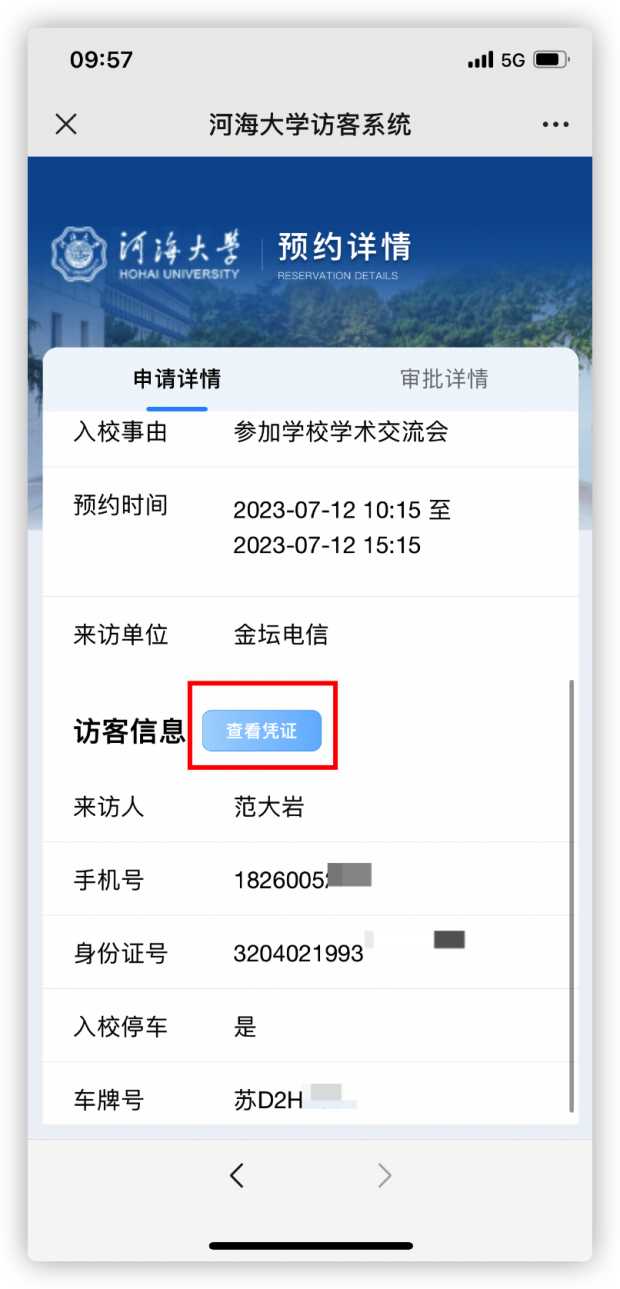 09:57
5G
河海大学访客系统
河海大学
HOHAI UNIVERSITY
预约详情
RESERVATION DETAILS
申请详情 审批详情
入校事由 参加学校学术交流会
预约时间 2023-07-12 10:15 至
2023-07-12 15:15
来访单位 金坛电信
访客信息 查看凭证
来访人 范大岩
手机号 18260052
身份证号 3204021993
入校停车 是
车牌号 苏D2H